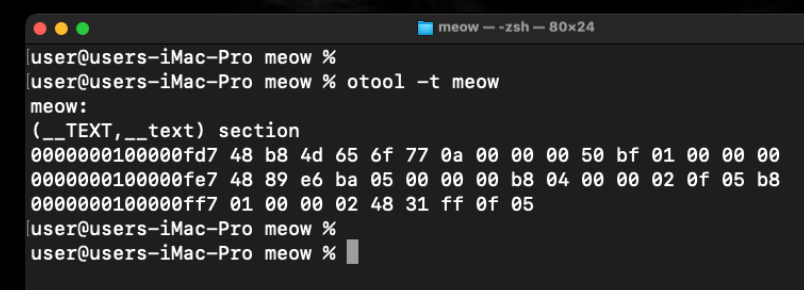 meow — -zsh — 80×24
[user@users-iMac-Pro meow %
[user@users-iMac-Pro meow % otool -t meow
meow:
(__TEXT,__text) section
0000000100000fd7 48 b8 4d 65 6f 77 0a 00 00 00 50 bf 01 00 00 00
0000000100000fe7 48 89 e6 ba 05 00 00 00 b8 04 00 00 02 0f 05 b8
0000000100000ff7 01 00 00 02 48 31 ff 0f 05
[user@users-iMac-Pro meow %
user@users-iMac-Pro meow %